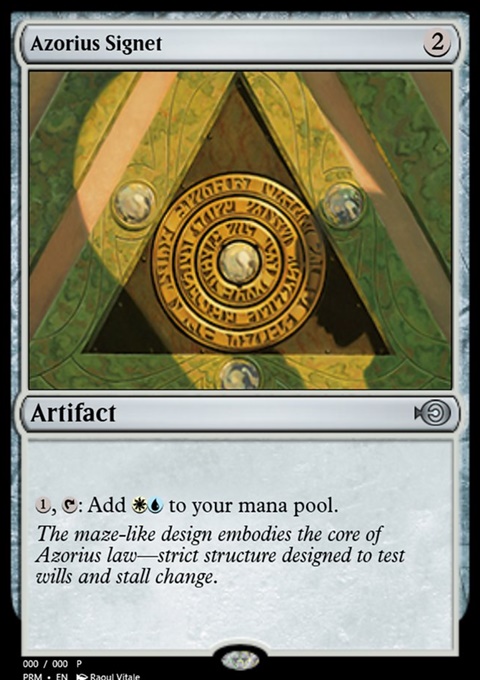 Azorius Signet 2
Artifact
1, T: Add to your mana pool.
The maze-like design embodies the core of
Azorius law—strict structure designed to test
wills and stall change.
000 / 000 P
PRM • EN Raoul Vitale